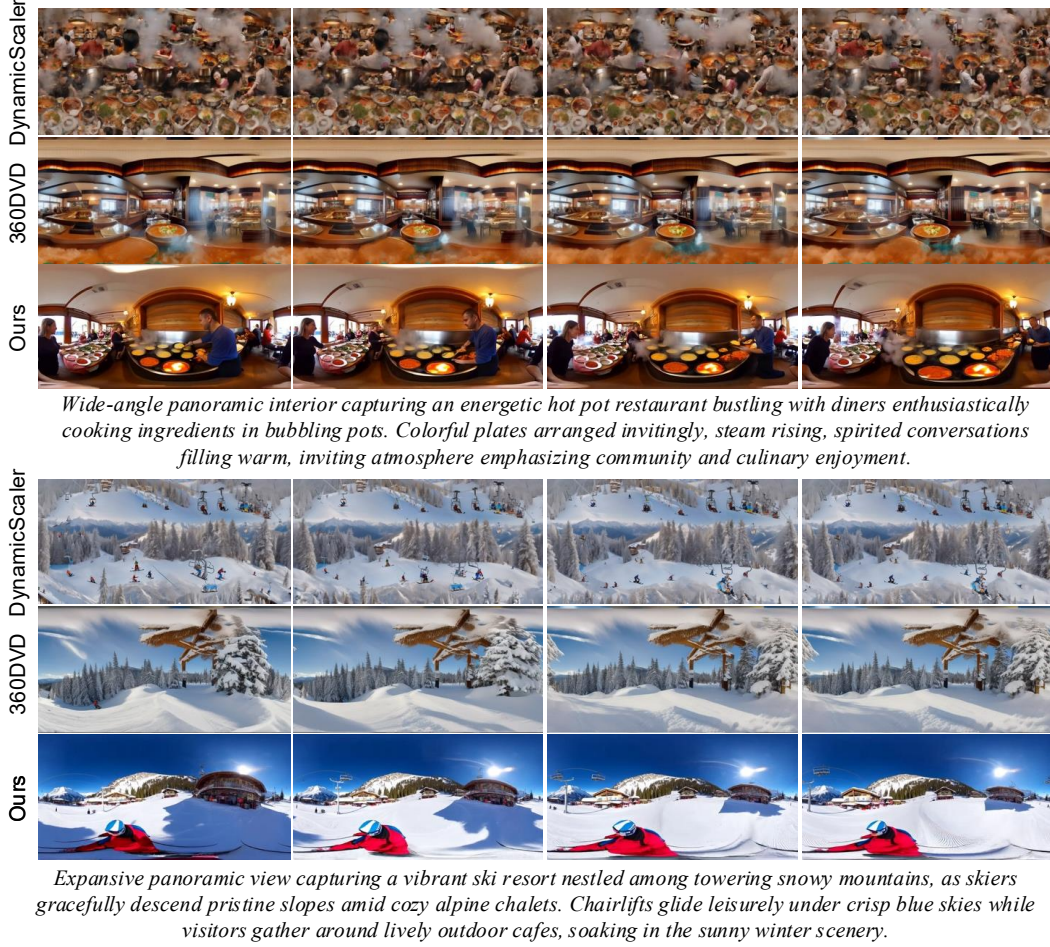 DynamicScaler
360DVD
Ours
Wide-angle panoramic interior capturing an energetic hot pot restaurant bustling with diners enthusiastically
cooking ingredients in bubbling pots. Colorful plates arranged invitingly, steam rising, spirited conversations
filling warm, inviting atmosphere emphasizing community and culinary enjoyment.
DynamicScaler
360DVD
Ours
Expansive panoramic view capturing a vibrant ski resort nestled among towering snowy mountains, as skiers
gracefully descend pristine slopes amid cozy alpine chalets. Chairlifts glide leisurely under crisp blue skies while
visitors gather around lively outdoor cafes, soaking in the sunny winter scenery.